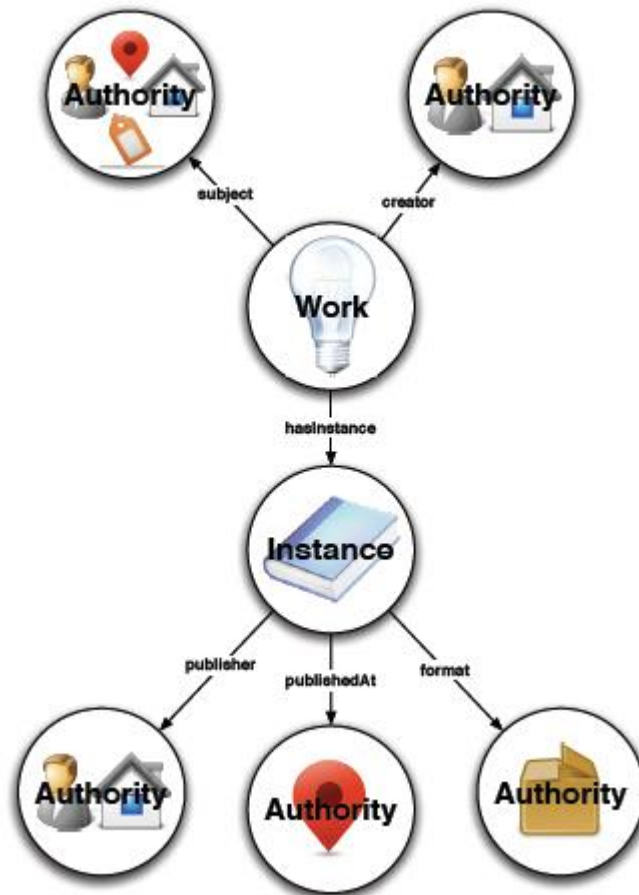 Authority
Authority
subject
creator
Work
hasInstance
Instance
publisher
publishedAt
format
Authority
Authority
Authority